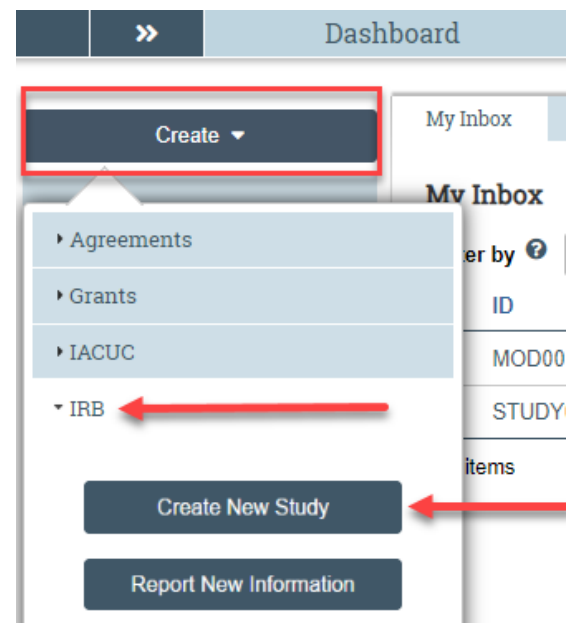 Dashboard
Create
My Inbox
My Inbox
Agreements
er by
Grants
ID
IACUC
MOD00
IRB
STUDY
items
Create New Study
Report New Information